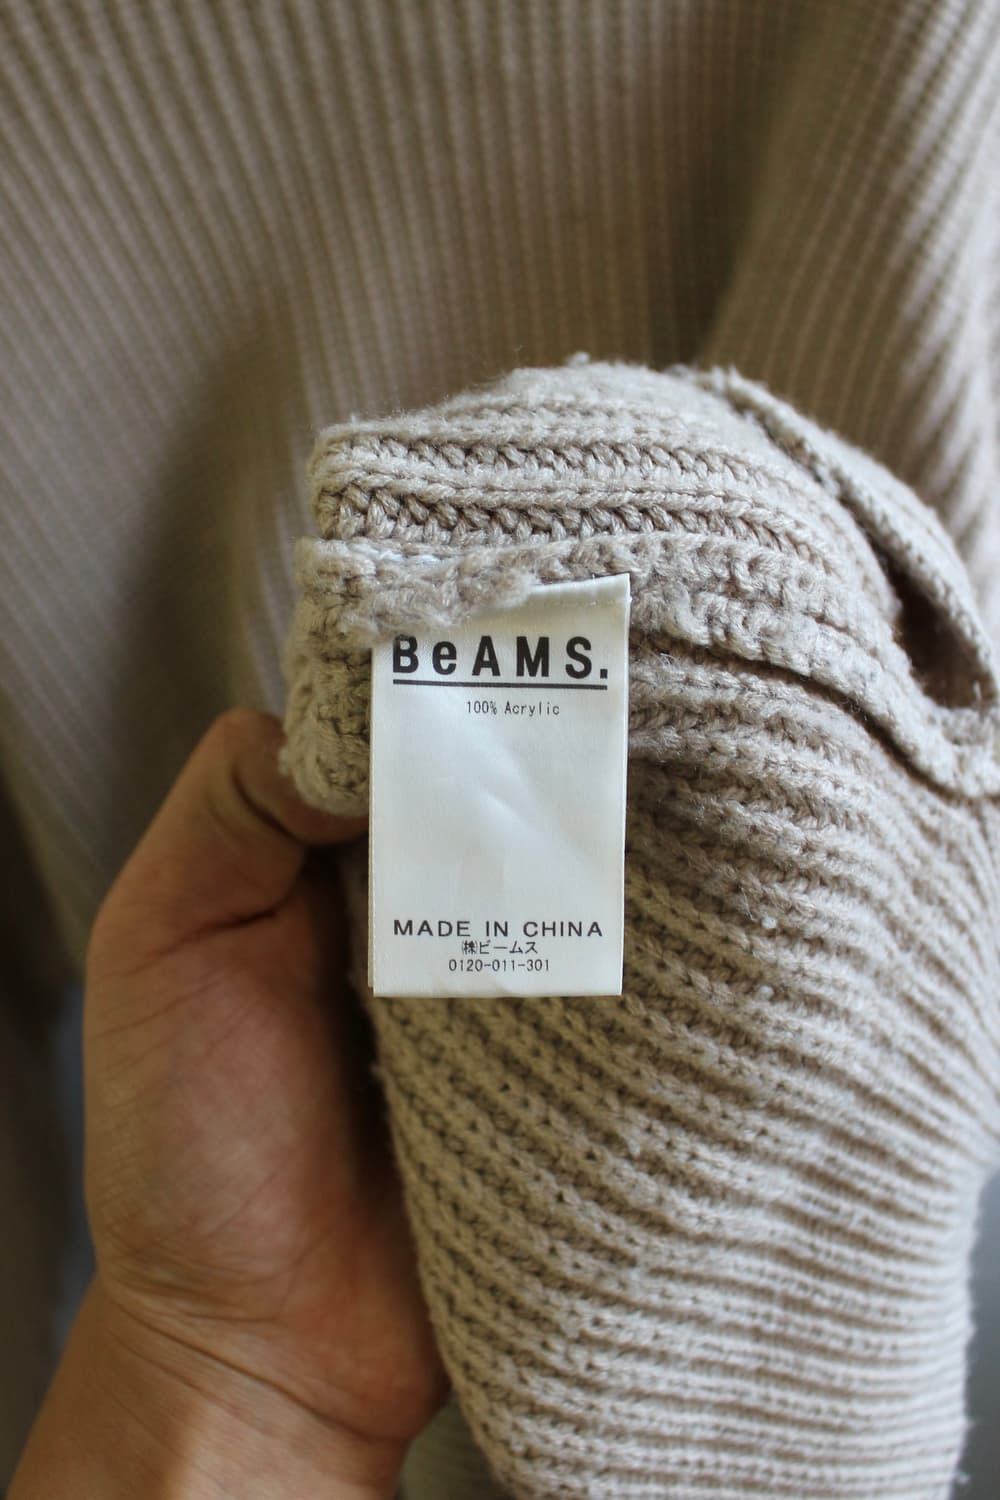 BeAMS.
100% Acrylic
MADE IN CHINA
㈱ビームス
0120-011-301